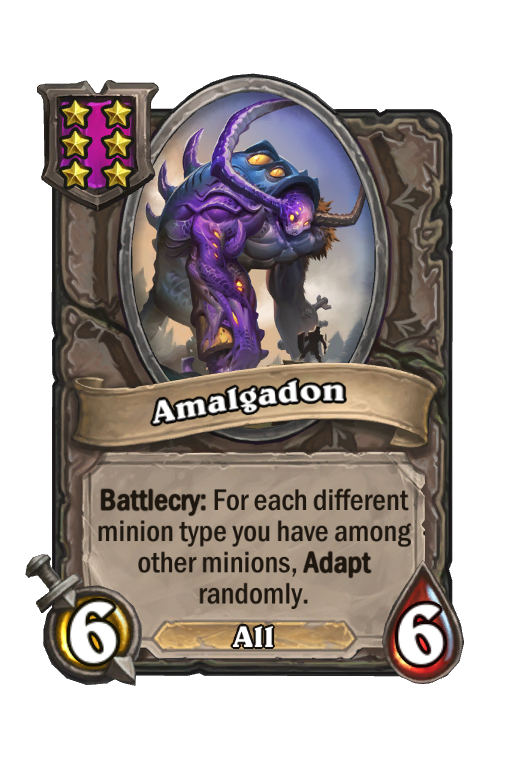 Amalgadon
Battlecry: For each different
minion type you have among
other minions, Adapt
randomly.
6
All
6